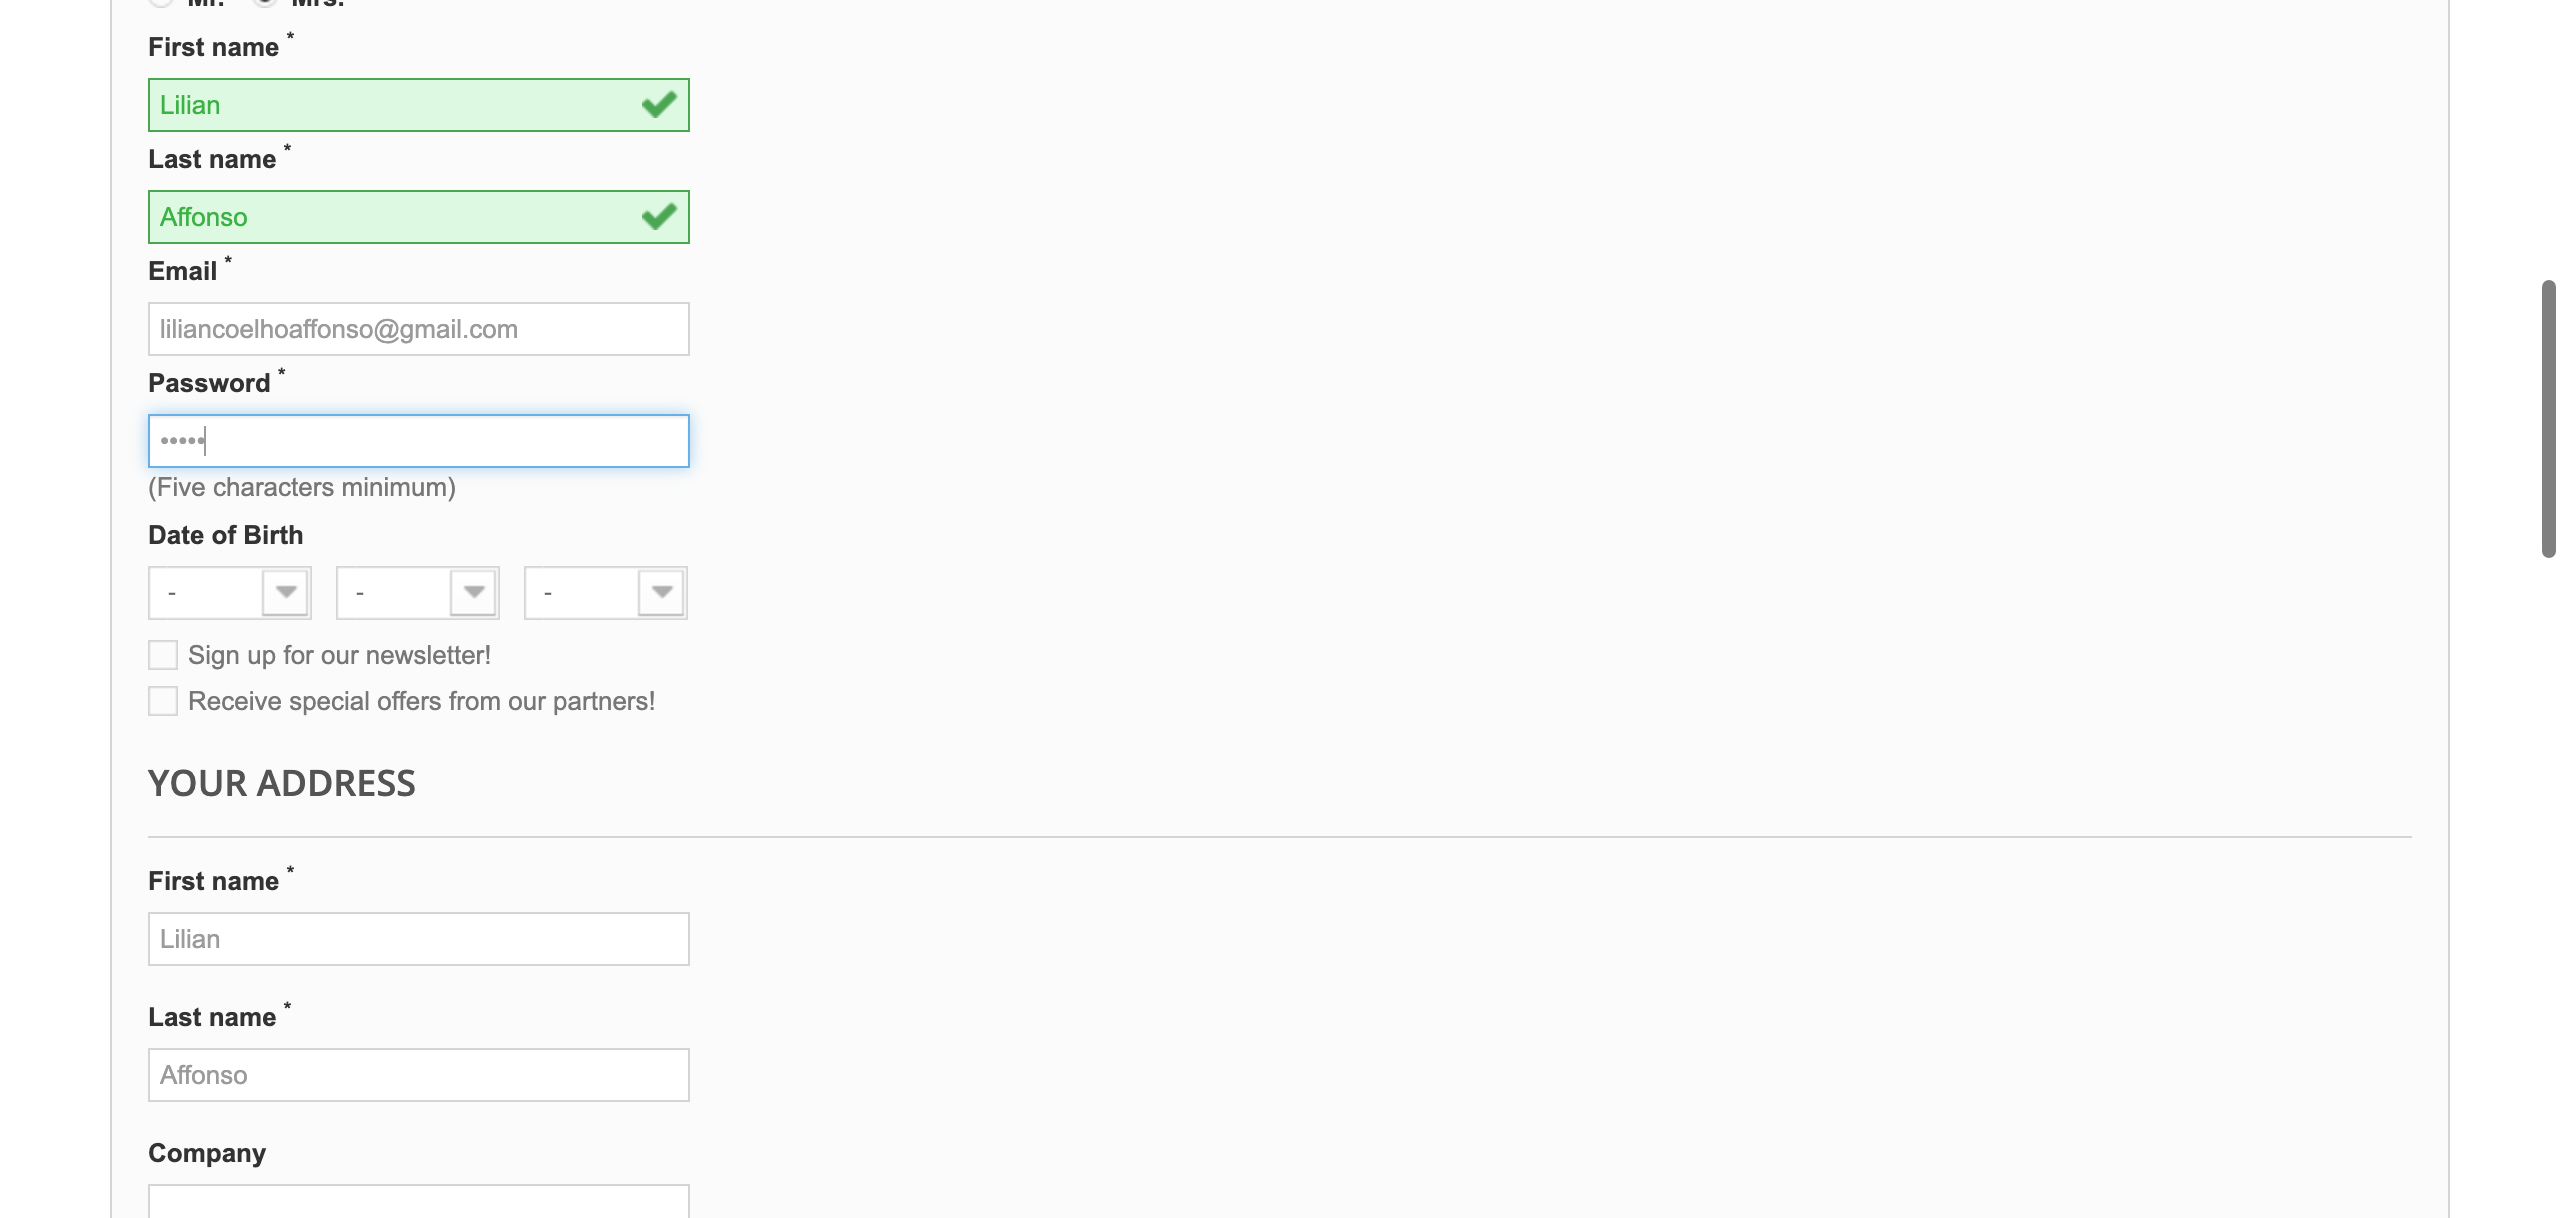 Mr. Mrs.
First name *
Lilian
Last name *
Affonso
Email *
liliancoelhoaffonso@gmail.com
Password *
•••••
(Five characters minimum)
Date of Birth
- - -
Sign up for our newsletter!
Receive special offers from our partners!
YOUR ADDRESS
First name *
Lilian
Last name *
Affonso
Company